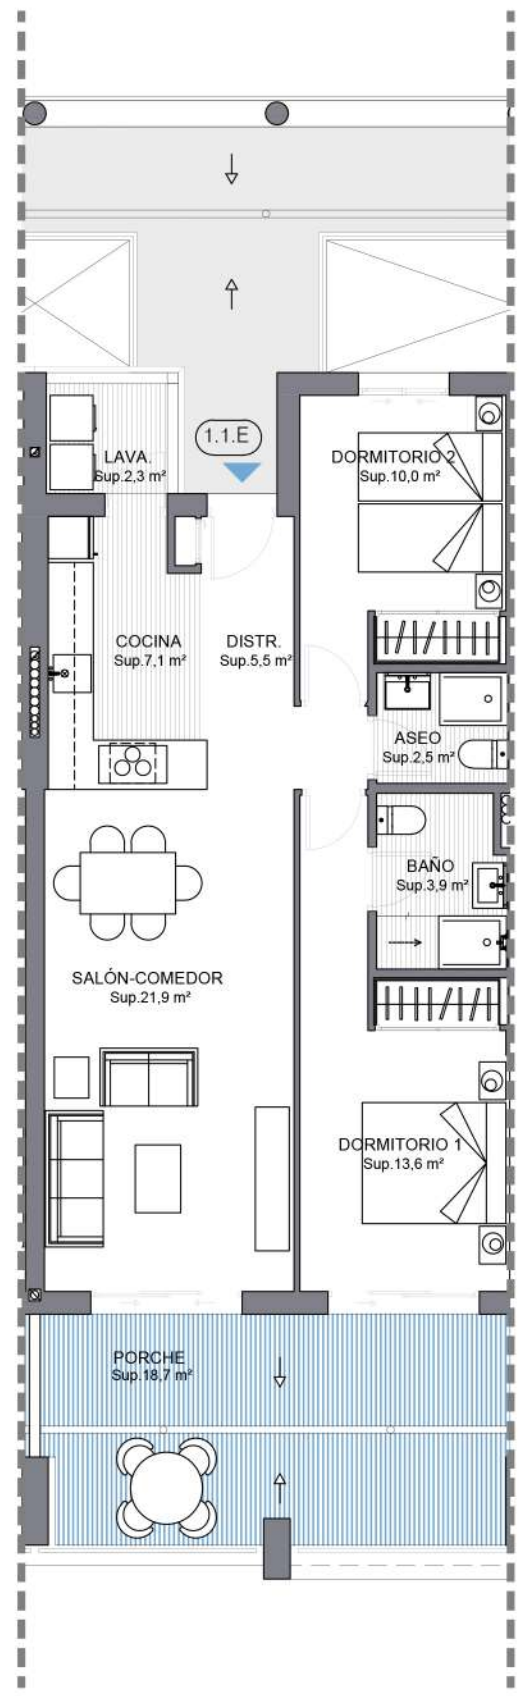 1.1.E
LAVA.
Sup.2,3 m²
DORMITORIO 2
Sup.10,0 m²
COCINA
Sup.7,1 m²
DISTR.
Sup.5,5 m²
ASEO
Sup.2,5 m²
BAÑO
Sup.3,9 m²
SALÓN-COMEDOR
Sup.21,9 m²
DORMITORIO 1
Sup.13,6 m²
PORCHE
Sup.18,7 m²